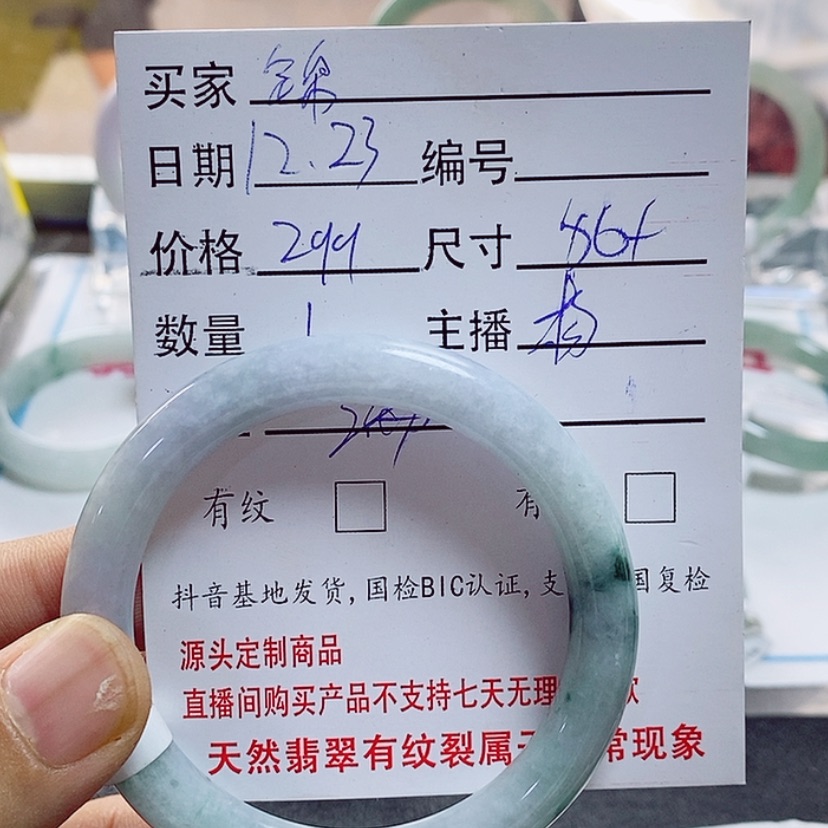 买家
日期 12.23 编号
价格 299 尺寸
数量 1 主播 杨
有纹 有
抖音基地发货,国检BIC认证,支 国复检
源头定制商品
直播间购买产品不支持七天无理
天然翡翠有纹裂属 常现象